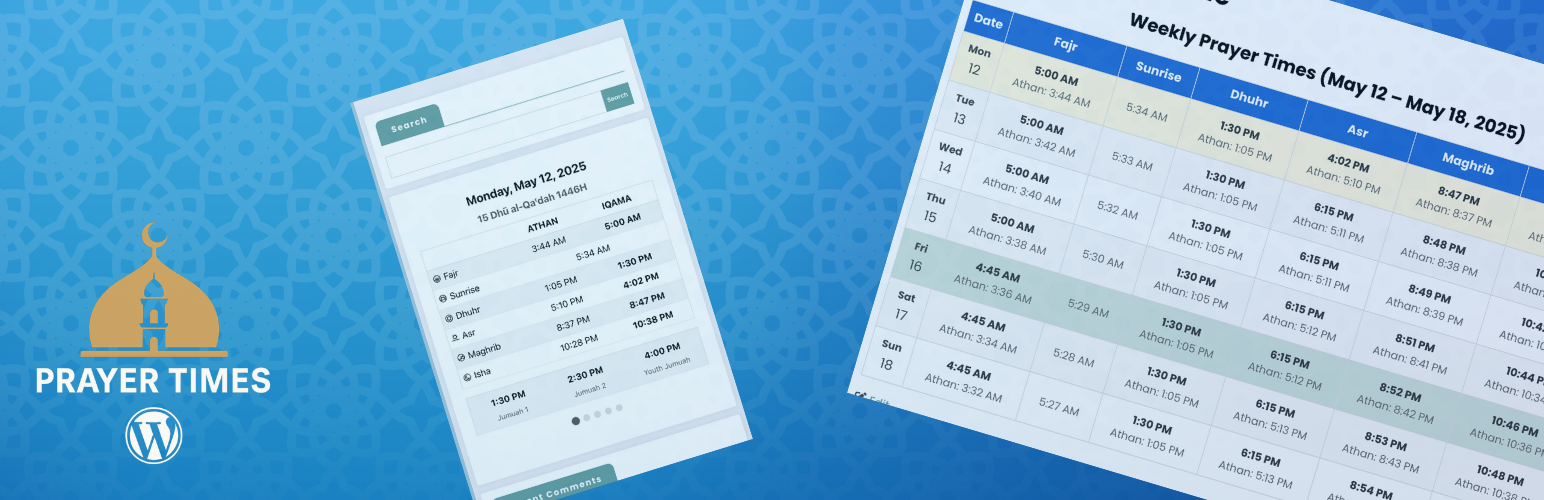 PRAYER TIMES
Search
Search
Monday, May 12, 2025
15 Dhū al-Qa'dah 1446H
ATHAN IQAMA
Fajr 3:44 AM 5:00 AM
Sunrise 5:34 AM
Dhuhr 1:05 PM 1:30 PM
Asr 5:10 PM 4:02 PM
Maghrib 8:37 PM 8:47 PM
Isha 10:28 PM 10:38 PM
1:30 PM 2:30 PM 4:00 PM
Jumuah 1 Jumuah 2 Youth Jumuah
Comments
Weekly Prayer Times (May 12 – May 18, 2025)
Date Fajr Sunrise Dhuhr Asr Maghrib
Mon 5:00 AM 5:34 AM 1:30 PM 4:02 PM 8:47 PM
12 Athan: 3:44 AM Athan: 1:05 PM Athan: 5:10 PM Athan: 8:37 PM
Tue 5:00 AM 5:33 AM 1:30 PM 6:15 PM 8:48 PM
13 Athan: 3:42 AM Athan: 1:05 PM Athan: 5:11 PM Athan: 8:38 PM
Wed 5:00 AM 5:32 AM 1:30 PM 6:15 PM 8:49 PM
14 Athan: 3:40 AM Athan: 1:05 PM Athan: 5:11 PM Athan: 8:39 PM
Thu 5:00 AM 5:30 AM 1:30 PM 6:15 PM 8:51 PM 10:44 P
15 Athan: 3:38 AM Athan: 1:05 PM Athan: 5:12 PM Athan: 8:41 PM Athan: 10:34
Fri 4:45 AM 5:29 AM 1:30 PM 6:15 PM 8:52 PM 10:46 PM
16 Athan: 3:36 AM Athan: 1:05 PM Athan: 5:12 PM Athan: 8:42 PM Athan: 10:36 PM
Sat 4:45 AM 5:28 AM 1:30 PM 6:15 PM 8:53 PM 10:48 PM
17 Athan: 3:34 AM Athan: 1:05 PM Athan: 5:13 PM Athan: 8:43 PM Athan: 10:38 PM
Sun 4:45 AM 5:27 AM 1:30 PM 6:15 PM 8:54 PM
18 Athan: 3:32 AM Athan: 1:05 PM Athan: 5:13 PM
Edit